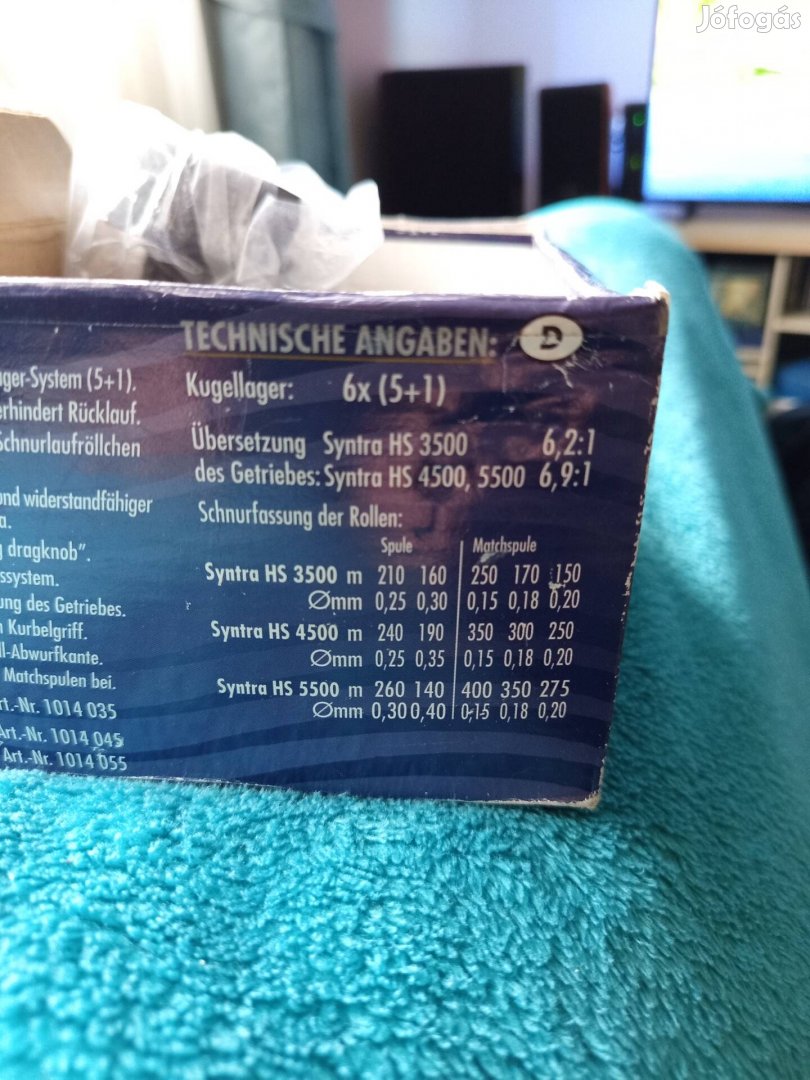 Jófogás
TECHNISCHE ANGABEN: D
Kugellager: 6x (5+1)
Übersetzung Syntra HS 3500 6,2:1
des Getriebes: Syntra HS 4500, 5500 6,9:1
Schnurfassung der Rollen:
Spule Matchspule
Syntra HS 3500 m 210 160 250 170 150
Ømm 0,25 0,30 0,15 0,18 0,20
Syntra HS 4500 m 240 190 350 300 250
Ømm 0,25 0,35 0,15 0,18 0,20
Syntra HS 5500 m 260 140 400 350 275
Ømm 0,30 0,40 0,15 0,18 0,20
ger-System (5+1).
erhindert Rücklauf.
Schnurlaufröllchen
und widerstandfähiger
a.
dragknob".
ssystem.
ung des Getriebes.
Kurbelgriff.
ll-Abwurfkante.
Matchspulen bei.
rt.-Nr. 1014 035
Art.-Nr. 1014 045
Art.-Nr. 1014 055